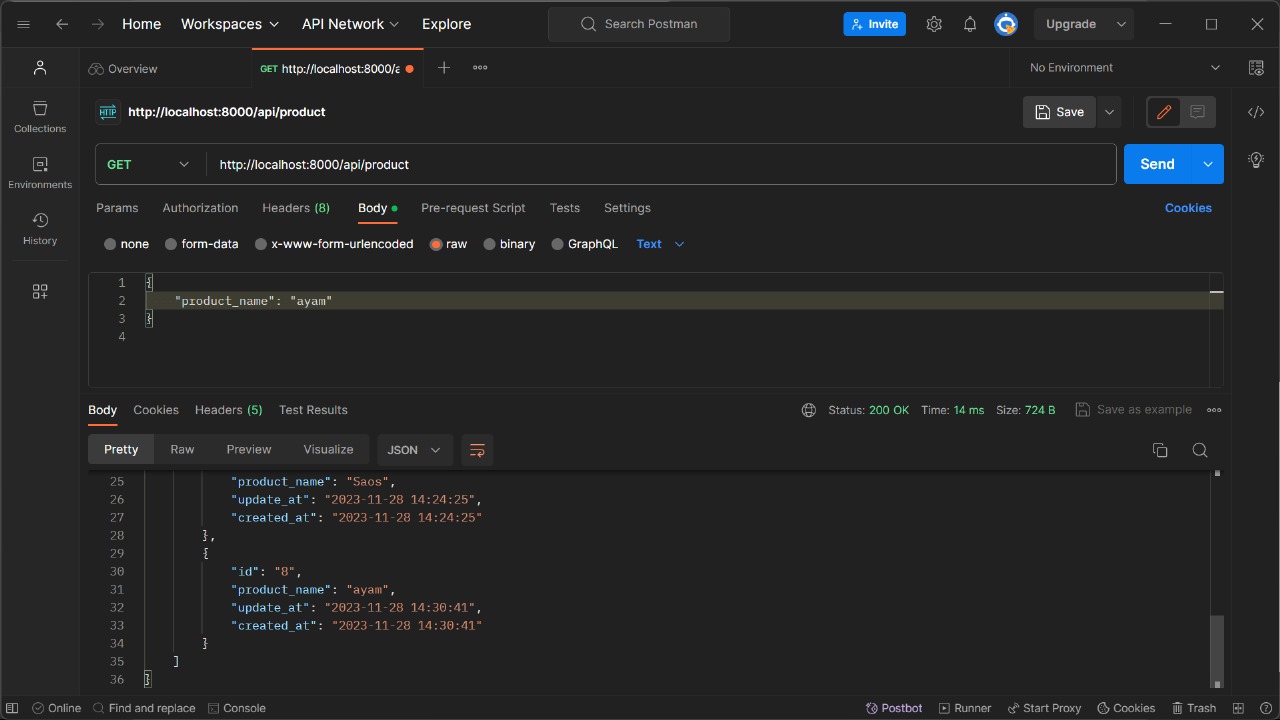 Home Workspaces API Network Explore Search Postman Invite Upgrade
Overview GET http://localhost:8000/a No Environment
HTTP http://localhost:8000/api/product Save
Collections
GET http://localhost:8000/api/product Send
Environments
Params Authorization Headers (8) Body Pre-request Script Tests Settings Cookies
History
none form-data x-www-form-urlencoded raw binary GraphQL Text
1 {
2 "product_name": "ayam"
3 }
4
Body Cookies Headers (5) Test Results Status: 200 OK Time: 14 ms Size: 724 B Save as example
Pretty Raw Preview Visualize JSON
25 "product_name": "Saos",
26 "update_at": "2023-11-28 14:24:25",
27 "created_at": "2023-11-28 14:24:25"
28 },
29 {
30 "id": "8",
31 "product_name": "ayam",
32 "update_at": "2023-11-28 14:30:41",
33 "created_at": "2023-11-28 14:30:41"
34 }
35 ]
36 }
Online Find and replace Console Postbot Runner Start Proxy Cookies Trash